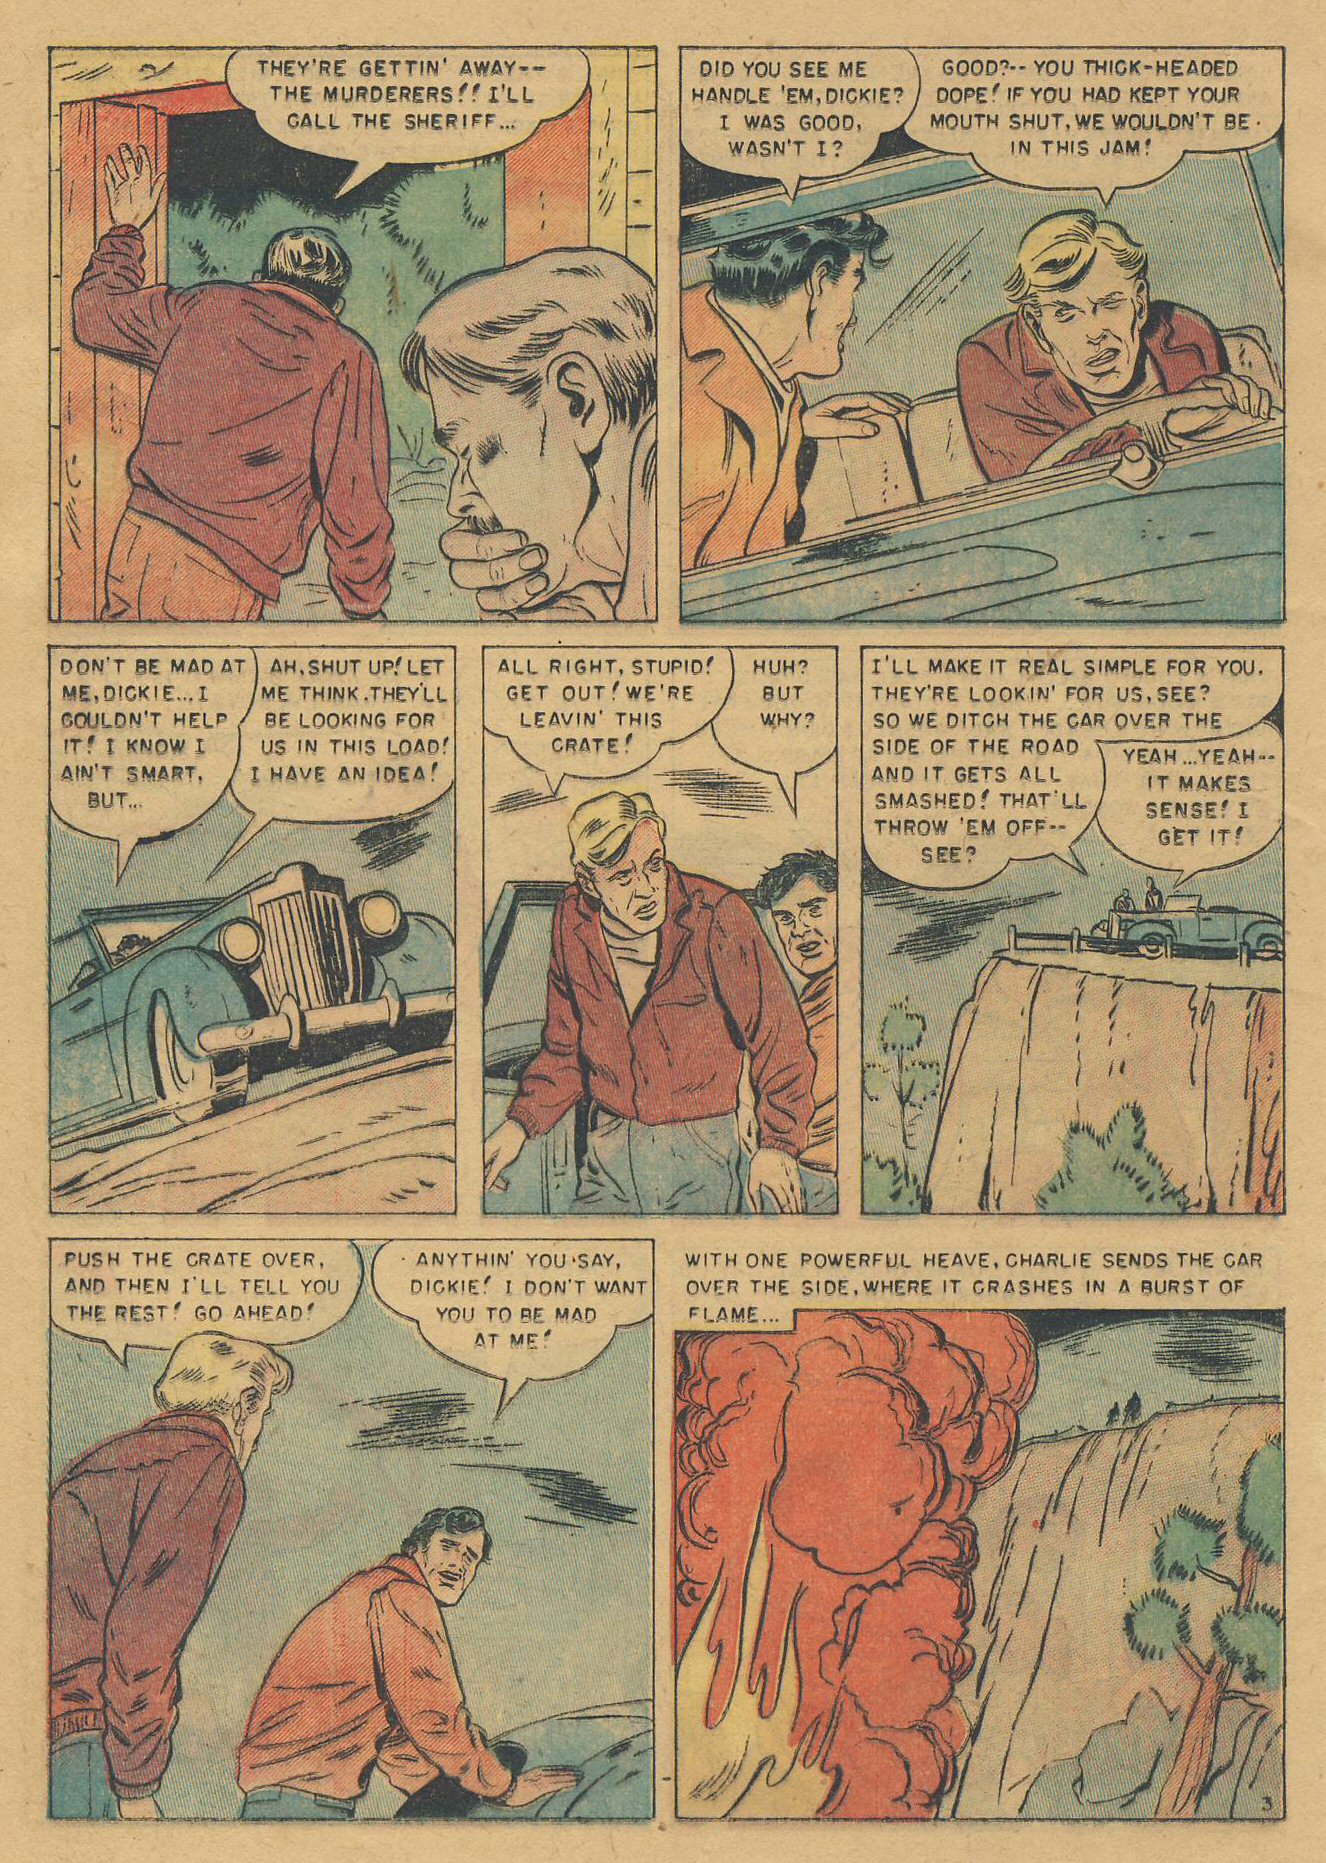 THEY'RE GETTIN' AWAY--
THE MURDERERS!! I'LL
CALL THE SHERIFF...
DID YOU SEE ME
HANDLE 'EM, DICKIE?
I WAS GOOD,
WASN'T I?
GOOD?-- YOU THICK-HEADED
DOPE! IF YOU HAD KEPT YOUR
MOUTH SHUT, WE WOULDN'T BE
IN THIS JAM!
DON'T BE MAD AT
ME, DICKIE... I
COULDN'T HELP
IT! I KNOW I
AIN'T SMART,
BUT...
AH, SHUT UP! LET
ME THINK. THEY'LL
BE LOOKING FOR
US IN THIS LOAD!
I HAVE AN IDEA!
ALL RIGHT, STUPID!
GET OUT! WE'RE
LEAVIN' THIS
CRATE!
HUH?
BUT
WHY?
I'LL MAKE IT REAL SIMPLE FOR YOU.
THEY'RE LOOKIN' FOR US, SEE?
SO WE DITCH THE CAR OVER THE
SIDE OF THE ROAD
AND IT GETS ALL
SMASHED! THAT'LL
THROW 'EM OFF--
SEE?
YEAH... YEAH--
IT MAKES
SENSE! I
GET IT!
PUSH THE CRATE OVER,
AND THEN I'LL TELL YOU
THE REST! GO AHEAD!
ANYTHIN' YOU SAY,
DICKIE! I DON'T WANT
YOU TO BE MAD
AT ME!
WITH ONE POWERFUL HEAVE, CHARLIE SENDS THE CAR
OVER THE SIDE, WHERE IT CRASHES IN A BURST OF
FLAME...
3